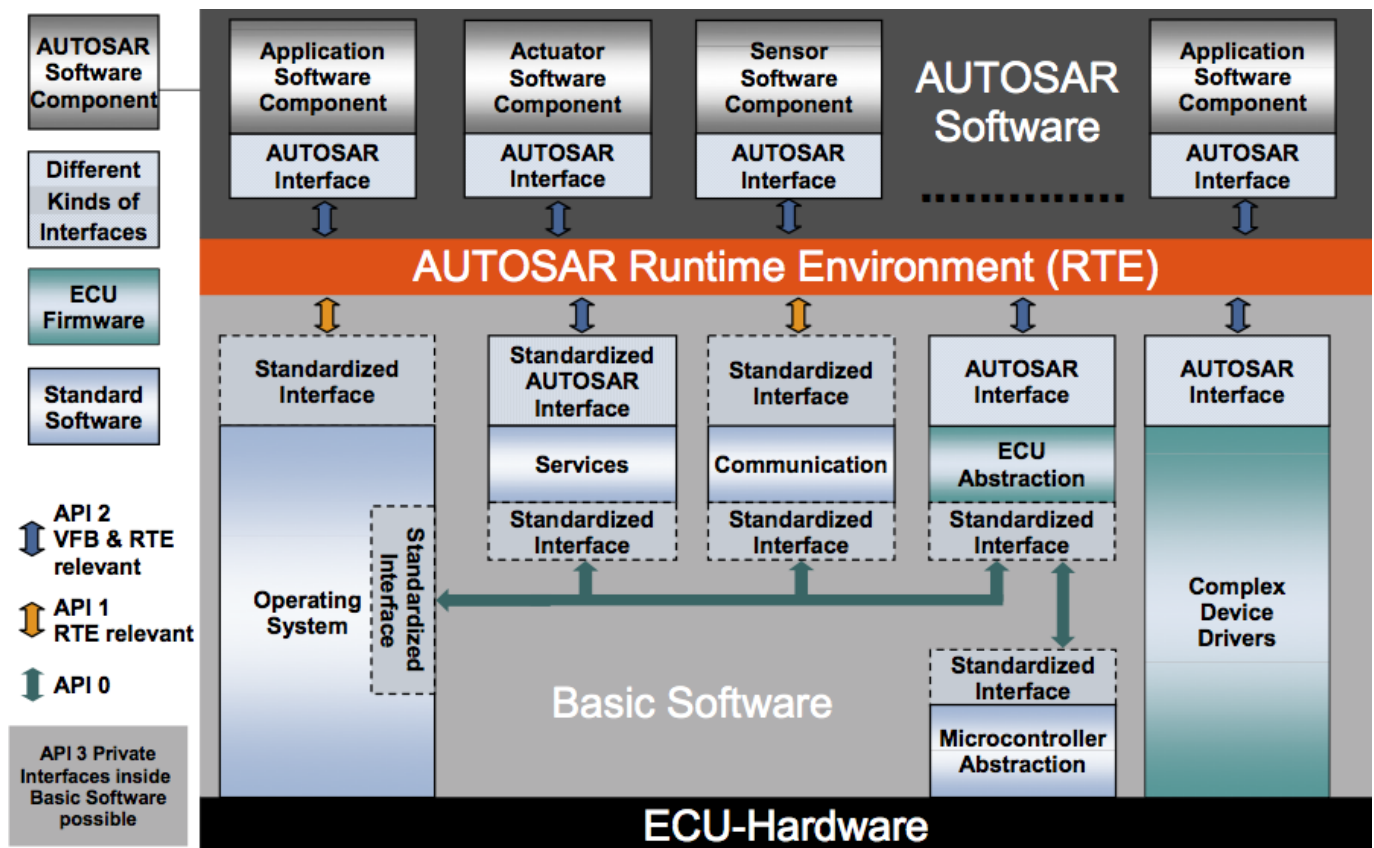 AUTOSAR
Software
Component
Different
Kinds of
Interfaces
ECU
Firmware
Standard
Software
API 2
VFB & RTE
relevant
API 1
RTE relevant
API 0
API 3 Private
Interfaces inside
Basic Software
possible
Application
Software
Component
AUTOSAR
Interface
Actuator
Software
Component
AUTOSAR
Interface
Sensor
Software
Component
AUTOSAR
Interface
AUTOSAR
Software
..............
Application
Software
Component
AUTOSAR
Interface
AUTOSAR Runtime Environment (RTE)
Standardized
Interface
Operating
System
Standardized
Interface
Standardized
AUTOSAR
Interface
Services
Standardized
Interface
Standardized
Interface
Communication
Standardized
Interface
AUTOSAR
Interface
ECU
Abstraction
Standardized
Interface
Standardized
Interface
Microcontroller
Abstraction
AUTOSAR
Interface
Complex
Device
Drivers
Basic Software
ECU-Hardware